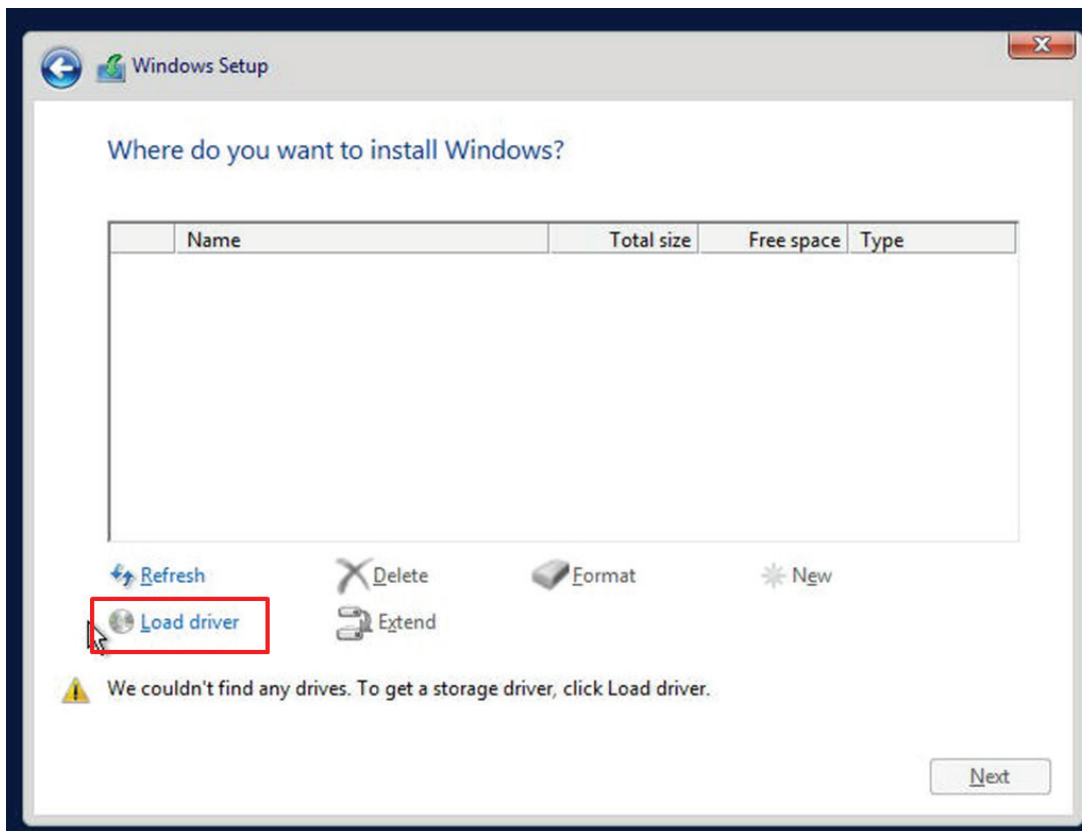 Windows Setup
Where do you want to install Windows?
Name Total size Free space Type
Refresh Delete Format New
Load driver Extend
We couldn't find any drives. To get a storage driver, click Load driver.
Next